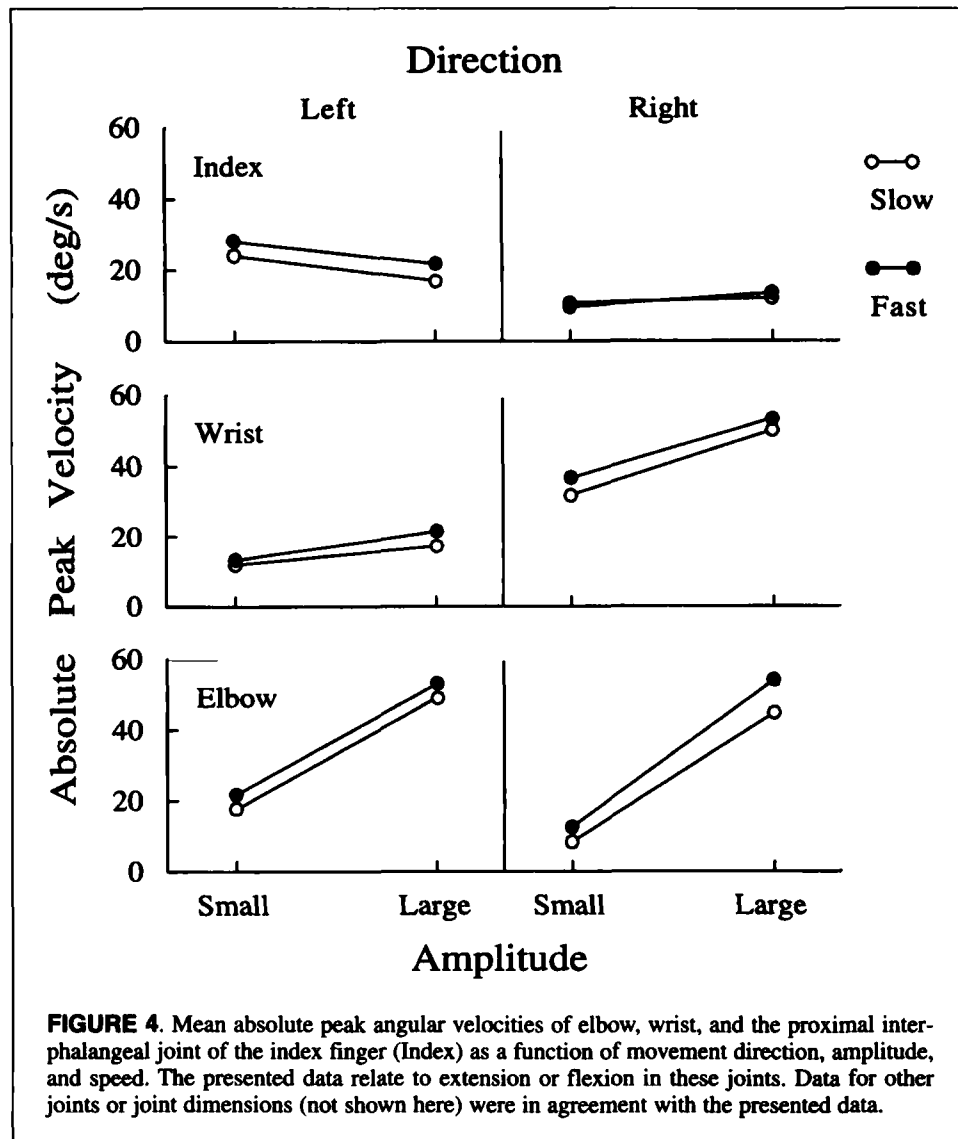 Direction
Left Right
60
Index
40
20
0
Slow
Fast
60
Wrist
40
20
0
60
Elbow
40
20
0
Absolute Peak Velocity (deg/s)
Small Large Small Large
Amplitude
FIGURE 4. Mean absolute peak angular velocities of elbow, wrist, and the proximal inter-
phalangeal joint of the index finger (Index) as a function of movement direction, amplitude,
and speed. The presented data relate to extension or flexion in these joints. Data for other
joints or joint dimensions (not shown here) were in agreement with the presented data.